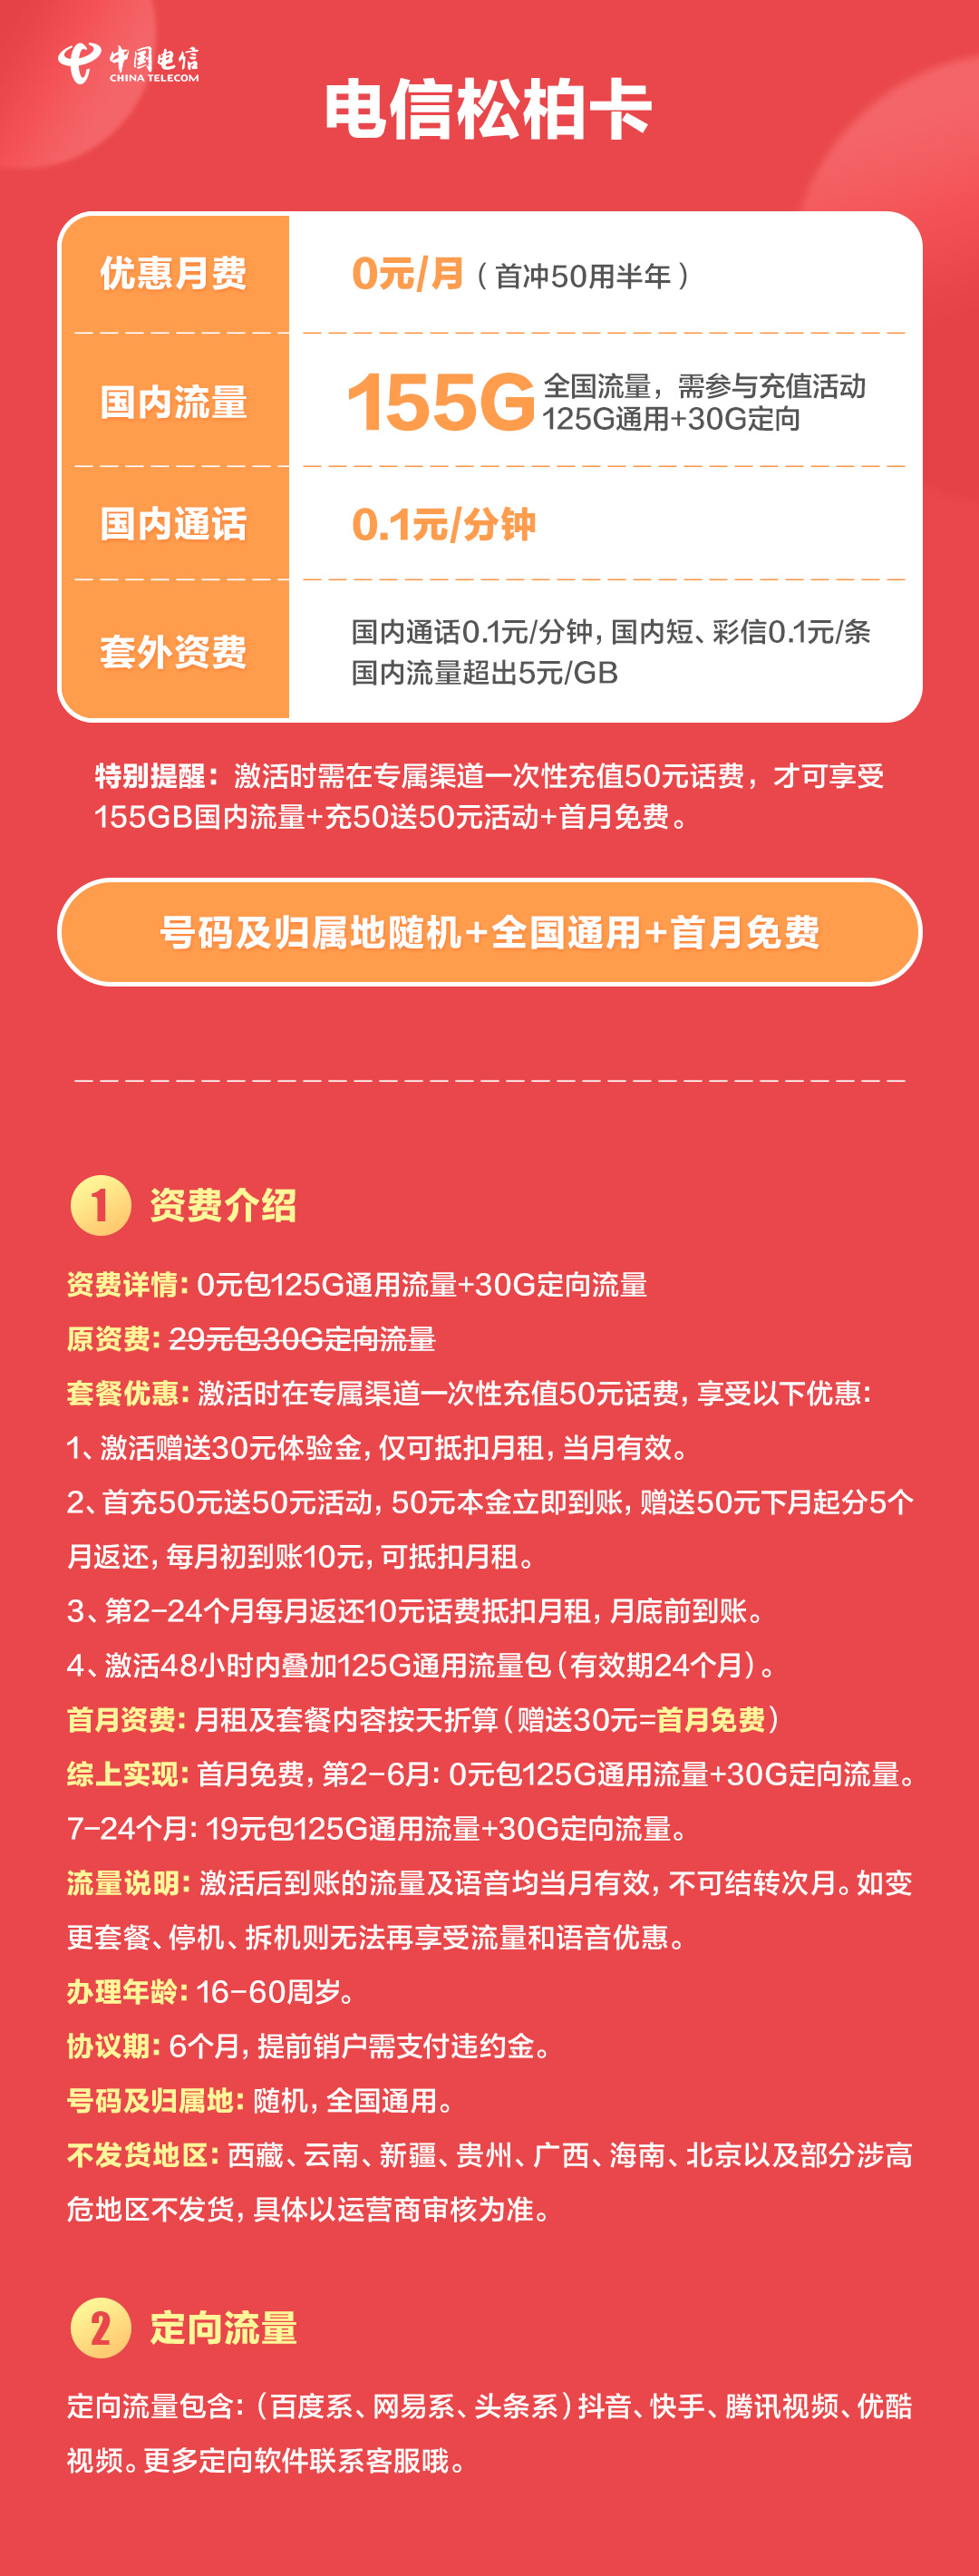 中国电信
CHINA TELECOM
电信松柏卡
优惠月费
0元/月（首冲50用半年）
国内流量
155G
全国流量，需参与充值活动
125G通用+30G定向
国内通话
0.1元/分钟
套外资费
国内通话0.1元/分钟，国内短、彩信0.1元/条
国内流量超出5元/GB
特别提醒：激活时需在专属渠道一次性充值50元话费，才可享受
155GB国内流量+充50送50元活动+首月免费。
号码及归属地随机+全国通用+首月免费
1 资费介绍
资费详情：0元包125G通用流量+30G定向流量
原资费：29元包30G定向流量
套餐优惠：激活时在专属渠道一次性充值50元话费，享受以下优惠：
1、激活赠送30元体验金，仅可抵扣月租，当月有效。
2、首充50元送50元活动，50元本金立即到账，赠送50元下月起分5个
月返还，每月初到账10元，可抵扣月租。
3、第2-24个月每月返还10元话费抵扣月租，月底前到账。
4、激活48小时内叠加125G通用流量包（有效期24个月）。
首月资费：月租及套餐内容按天折算（赠送30元=首月免费）
综上实现：首月免费，第2-6月：0元包125G通用流量+30G定向流量。
7-24个月：19元包125G通用流量+30G定向流量。
流量说明：激活后到账的流量及语音均当月有效，不可结转次月。如变
更套餐、停机、拆机则无法再享受流量和语音优惠。
办理年龄：16-60周岁。
协议期：6个月，提前销户需支付违约金。
号码及归属地：随机，全国通用。
不发货地区：西藏、云南、新疆、贵州、广西、海南、北京以及部分涉高
危地区不发货，具体以运营商审核为准。
2 定向流量
定向流量包含：（百度系、网易系、头条系）抖音、快手、腾讯视频、优酷
视频。更多定向软件联系客服哦。